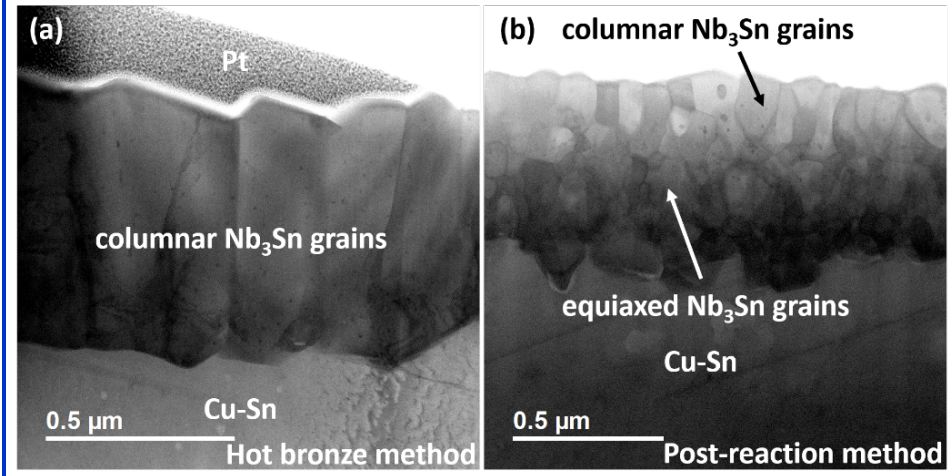 (a)
Pt
columnar Nb₃Sn grains
Cu-Sn
0.5 µm
Hot bronze method
(b) columnar Nb₃Sn grains
equiaxed Nb₃Sn grains
Cu-Sn
0.5 µm
Post-reaction method